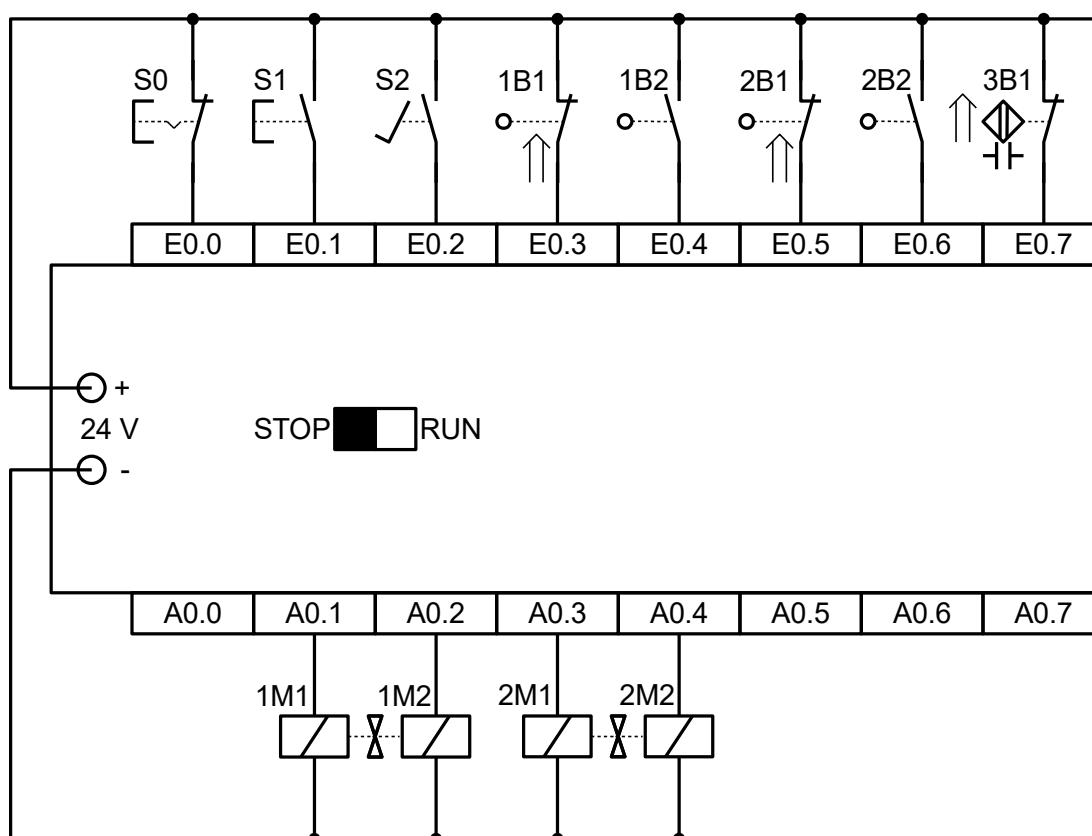 S0 S1 S2 1B1 1B2 2B1 2B2 3B1
E0.0 E0.1 E0.2 E0.3 E0.4 E0.5 E0.6 E0.7
+
24 V
STOP RUN
-
A0.0 A0.1 A0.2 A0.3 A0.4 A0.5 A0.6 A0.7
1M1 1M2 2M1 2M2